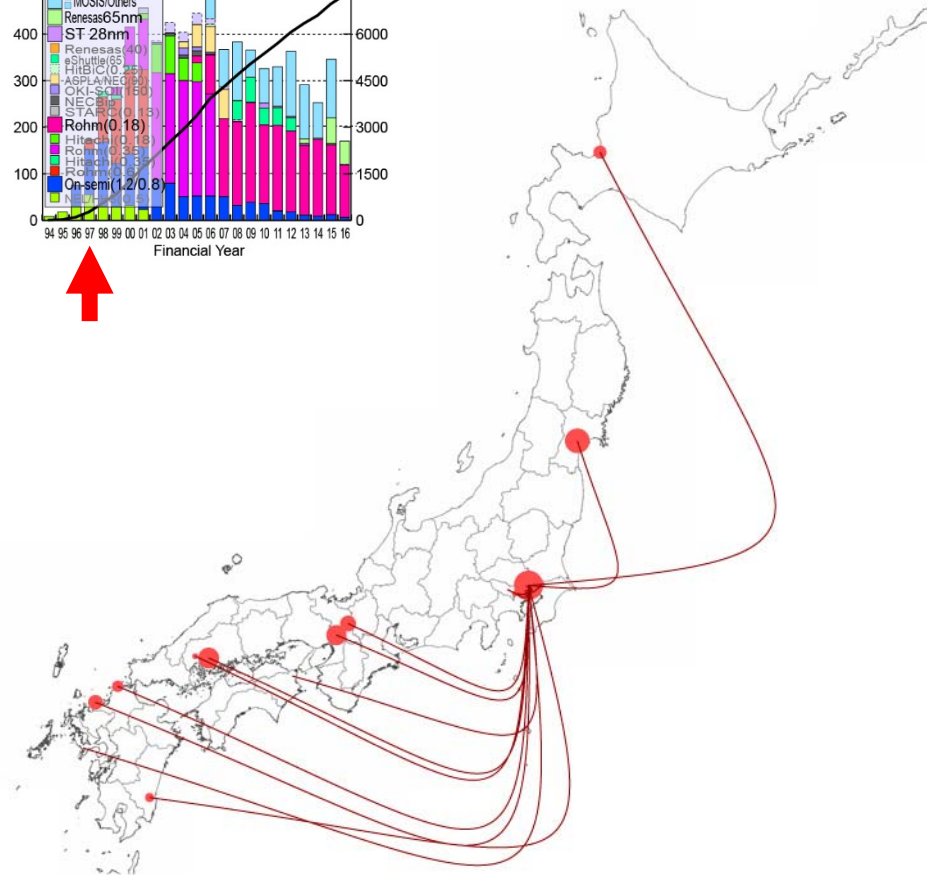 MOSIS/Others
Renesas65nm
ST 28nm
Renesas(40)
eShuttle(65)
HitBiC(0.25)
ASPLA/NEC(90)
OKI-SOI(150)
NECBip
STARC(0.13)
Rohm(0.18)
Hitachi(0.18)
Rohm(0.35)
Hitachi(0.35)
Rohm(0.6)
On-semi(1.2/0.8)
400
300
200
100
0
6000
4500
3000
1500
0
94 95 96 97 98 99 00 01 02 03 04 05 06 07 08 09 10 11 12 13 14 15 16
Financial Year